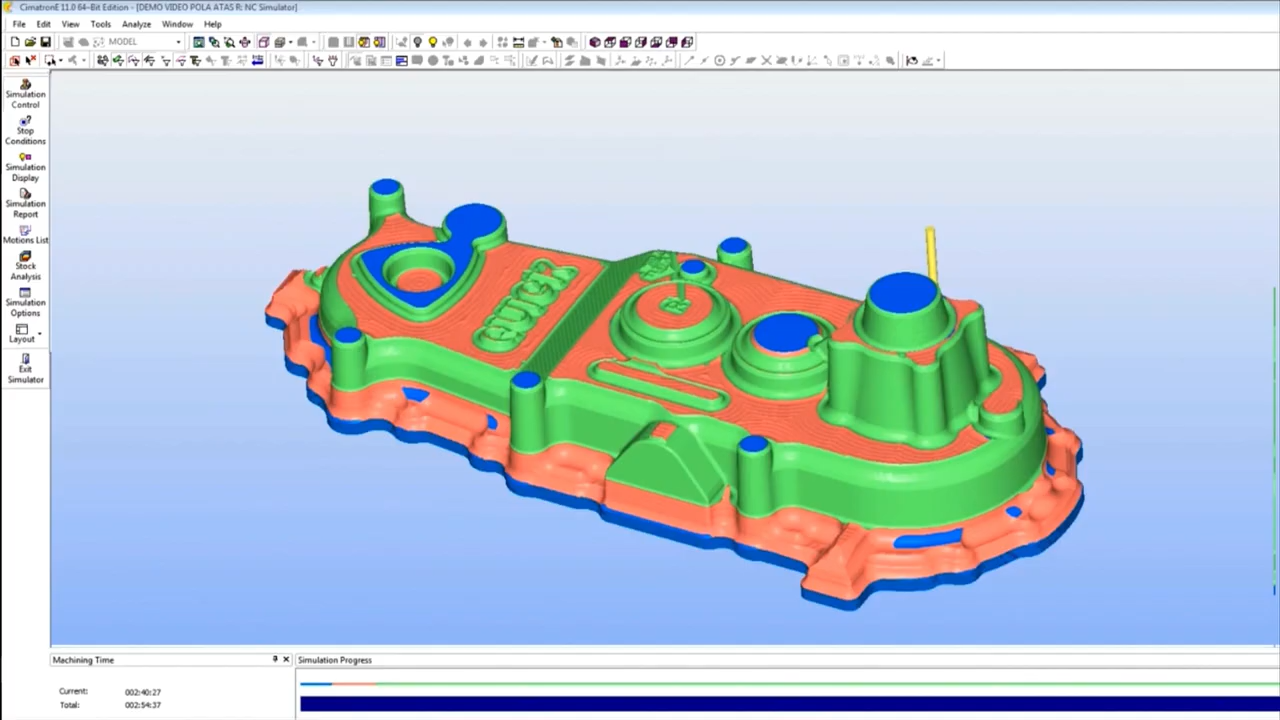 CimatronE 11.0 64-Bit Edition - [DEMO VIDEO POLA ATAS R: NC Simulator]
File Edit View Tools Analyze Window Help
MODEL
Simulation
Control
Stop
Conditions
Simulation
Display
Simulation
Report
Motions List
Stock
Analysis
Simulation
Options
Layout
Exit
Simulator
QUICK
R
Machining Time
Simulation Progress
Current: 002:40:27
Total: 002:54:37